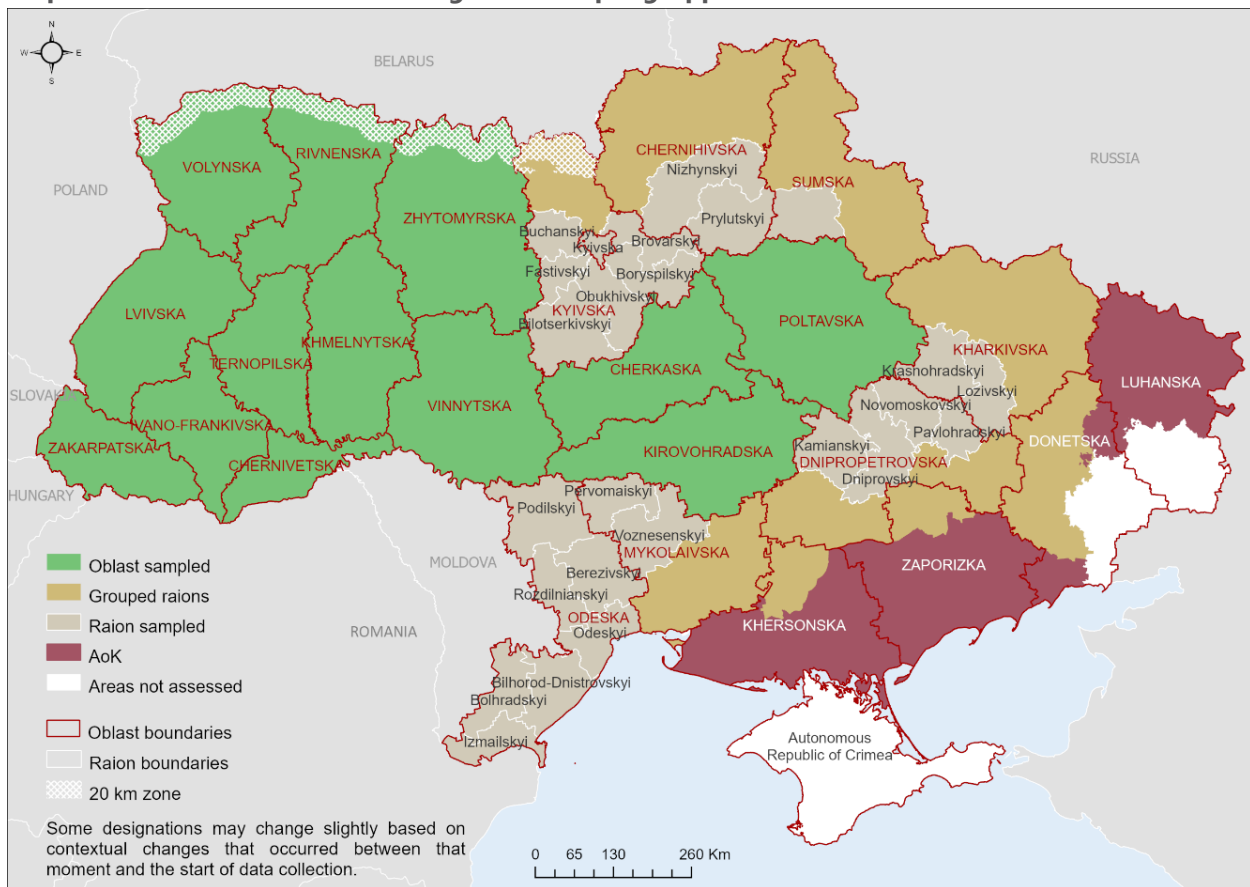 N
W E
S
BELARUS
RUSSIA
POLAND
SLOVAKIA
HUNGARY
MOLDOVA
ROMANIA
VOLYNSKA
RIVNENSKA
ZHYTOMYRSKA
CHERNIHIVSKA
Nizhynskyi
SUMSKA
Prylutskyi
Buchanskyi
Kyivska
Brovarskyi
Fastivskyi
Boryspilskyi
Obukhivskyi
KYIVSKA
Bilotserkivskyi
LVIVSKA
TERNOPILSKA
KHMELNYTSKA
POLTAVSKA
KHARKIVSKA
Krasnohradskyi
Lozivskyi
LUHANSKA
CHERKASKA
VINNYTSKA
Novomoskovskyi
Pavlohradskyi
IVANO-FRANKIVSKA
ZAKARPATSKA
CHERNIVETSKA
KIROVOHRADSKA
Kamianskyi
DONETSKA
DNIPROPETROVSKA
Dniprovskyi
Pervomaiskyi
Podilskyi
Voznesenskyi
MYKOLAIVSKA
Berezivskyi
ZAPORIZKA
Rozdilnianskyi
ODESKA
Odeskyi
KHERSONSKA
Bilhorod-Dnistrovskyi
Bolhradskyi
Izmailskyi
Autonomous
Republic of Crimea
Oblast sampled
Grouped raions
Raion sampled
AoK
Areas not assessed
Oblast boundaries
Raion boundaries
20 km zone
Some designations may change slightly based on
contextual changes that occurred between that
moment and the start of data collection.
0 65 130 260 Km